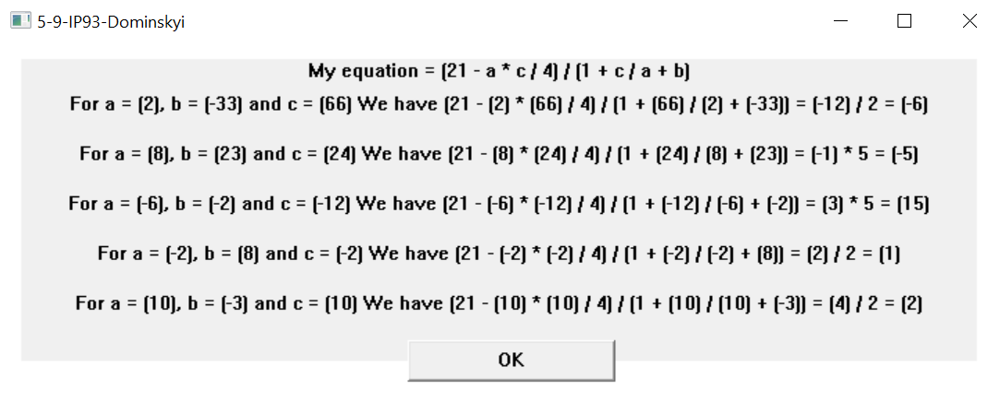 5-9-IP93-Dominskyi
My equation = (21 - a * c / 4) / (1 + c / a + b)
For a = (2), b = (-33) and c = (66) We have (21 - (2) * (66) / 4) / (1 + (66) / (2) + (-33)) = (-12) / 2 = (-6)
For a = (8), b = (23) and c = (24) We have (21 - (8) * (24) / 4) / (1 + (24) / (8) + (23)) = (-1) * 5 = (-5)
For a = (-6), b = (-2) and c = (-12) We have (21 - (-6) * (-12) / 4) / (1 + (-12) / (-6) + (-2)) = (3) * 5 = (15)
For a = (-2), b = (8) and c = (-2) We have (21 - (-2) * (-2) / 4) / (1 + (-2) / (-2) + (8)) = (2) / 2 = (1)
For a = (10), b = (-3) and c = (10) We have (21 - (10) * (10) / 4) / (1 + (10) / (10) + (-3)) = (4) / 2 = (2)
OK